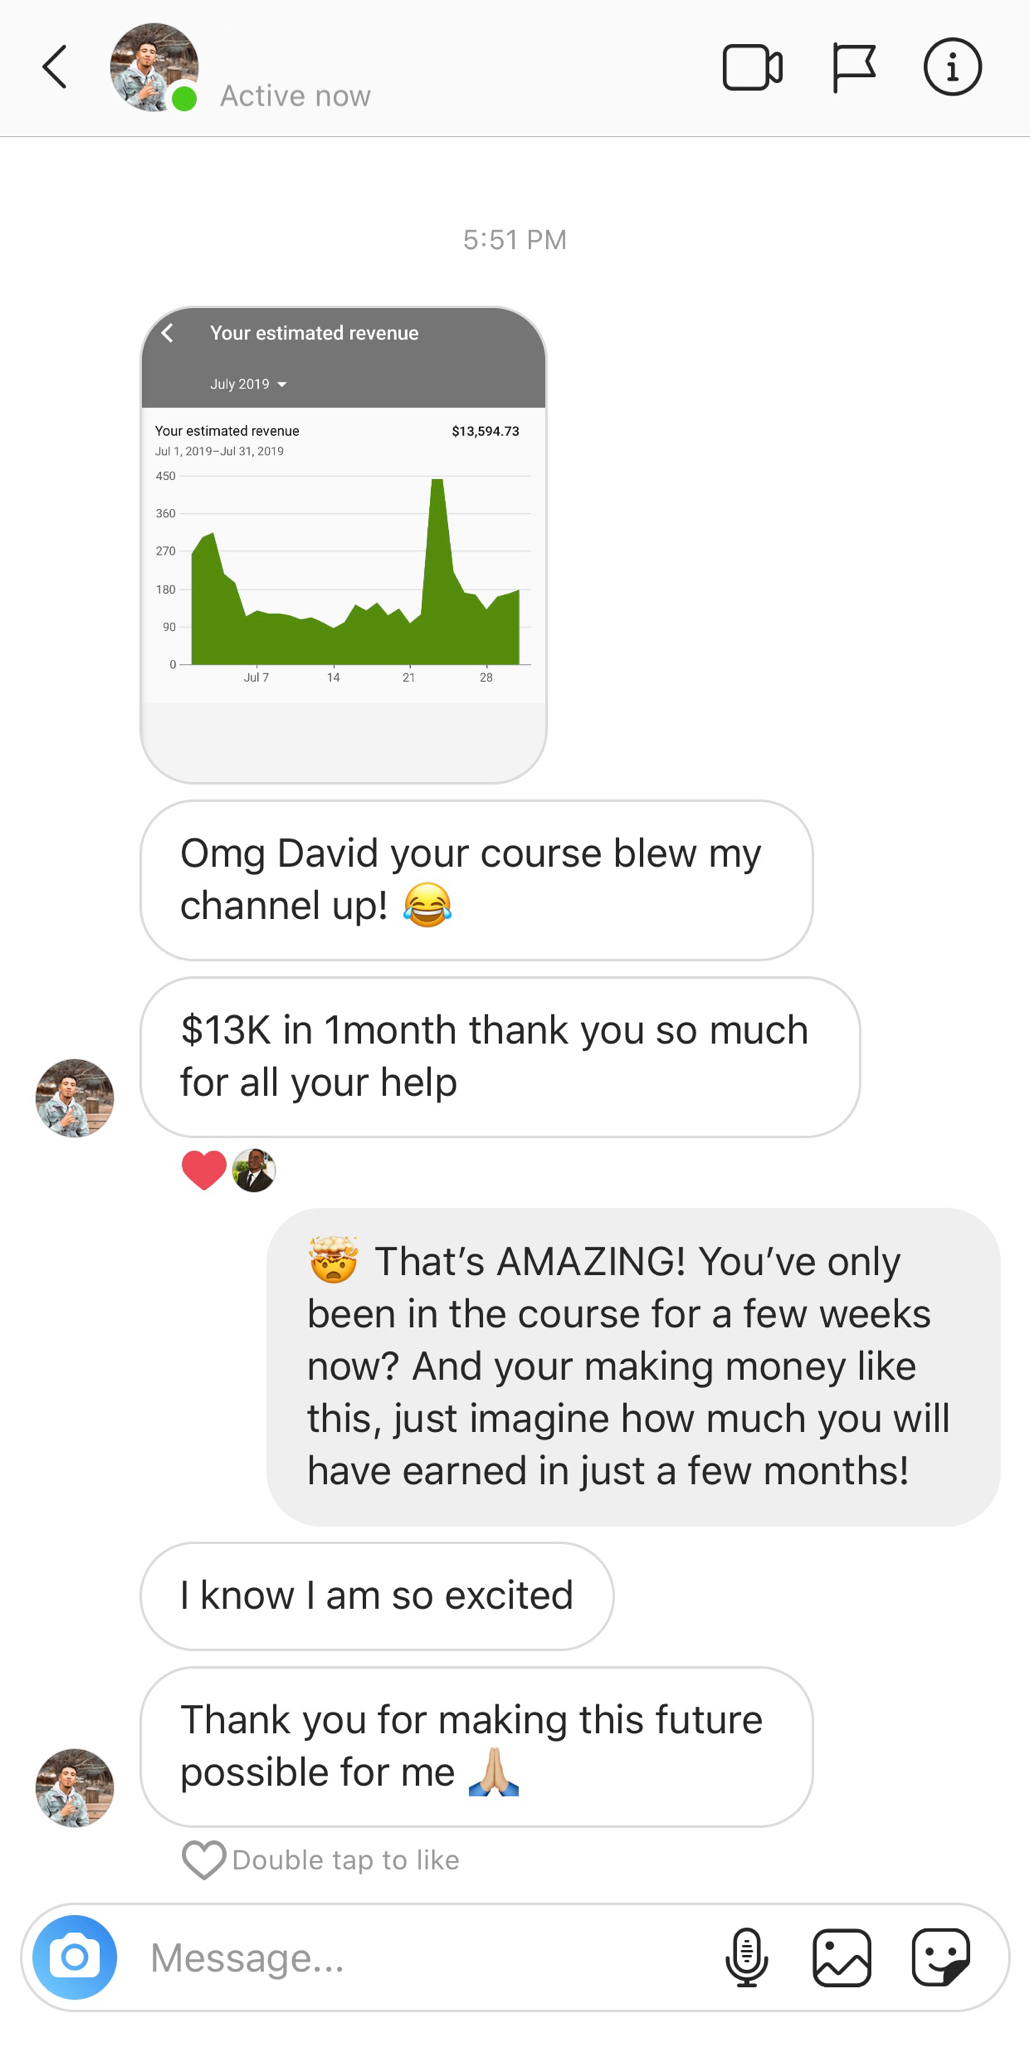 Active now
5:51 PM
Your estimated revenue
July 2019
Your estimated revenue $13,594.73
Jul 1, 2019–Jul 31, 2019
450
360
270
180
90
0
Jul 7 14 21 28
Omg David your course blew my
channel up! 😂
$13K in 1month thank you so much
for all your help
🤯 That’s AMAZING! You’ve only
been in the course for a few weeks
now? And your making money like
this, just imagine how much you will
have earned in just a few months!
I know I am so excited
Thank you for making this future
possible for me 🙏🏼
Double tap to like
Message...